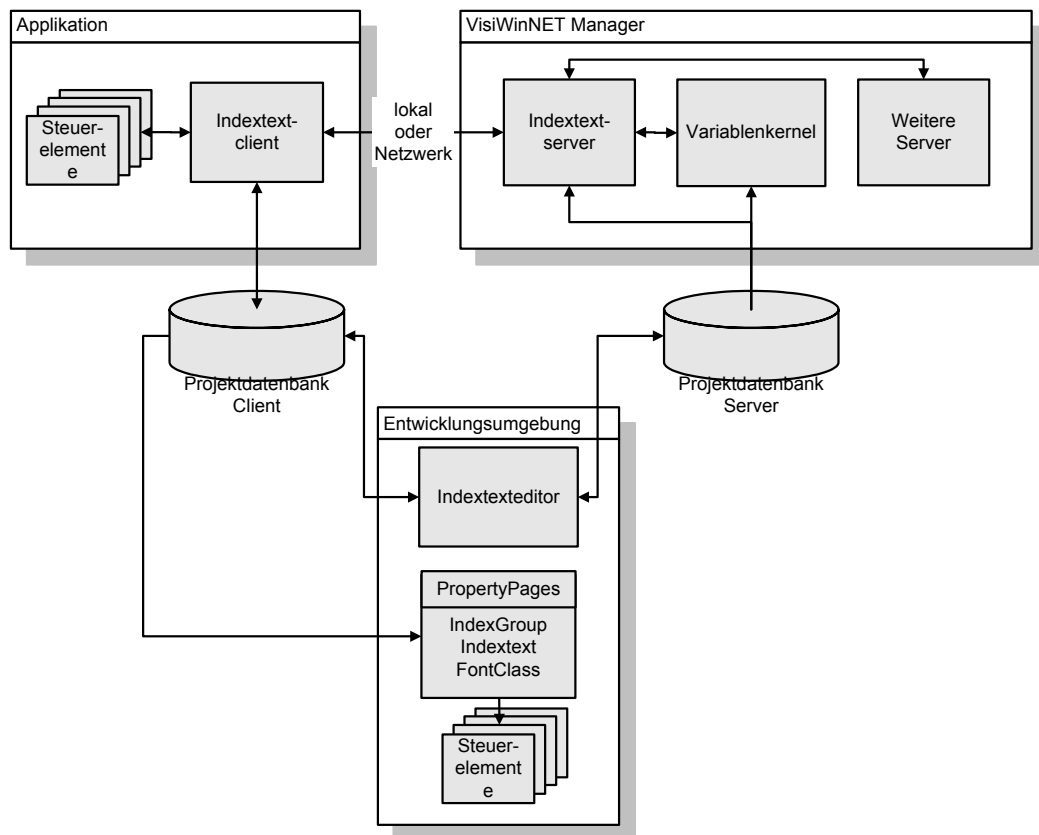 Applikation
VisiWinNET Manager
Steuer-
element
e
Indextext-
client
lokal
oder
Netzwerk
Indextext-
server
Variablenkernel
Weitere
Server
Projektdatenbank
Client
Projektdatenbank
Server
Entwicklungsumgebung
Indextexteditor
PropertyPages
IndexGroup
Indextext
FontClass
Steuer-
element
e